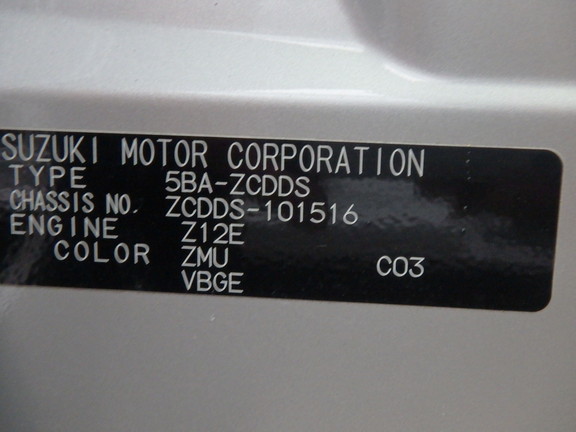 SUZUKI MOTOR CORPORATION
TYPE 5BA-ZCDDS
CHASSIS NO. ZCDDS-101516
ENGINE Z12E
COLOR ZMU C03
VBGE